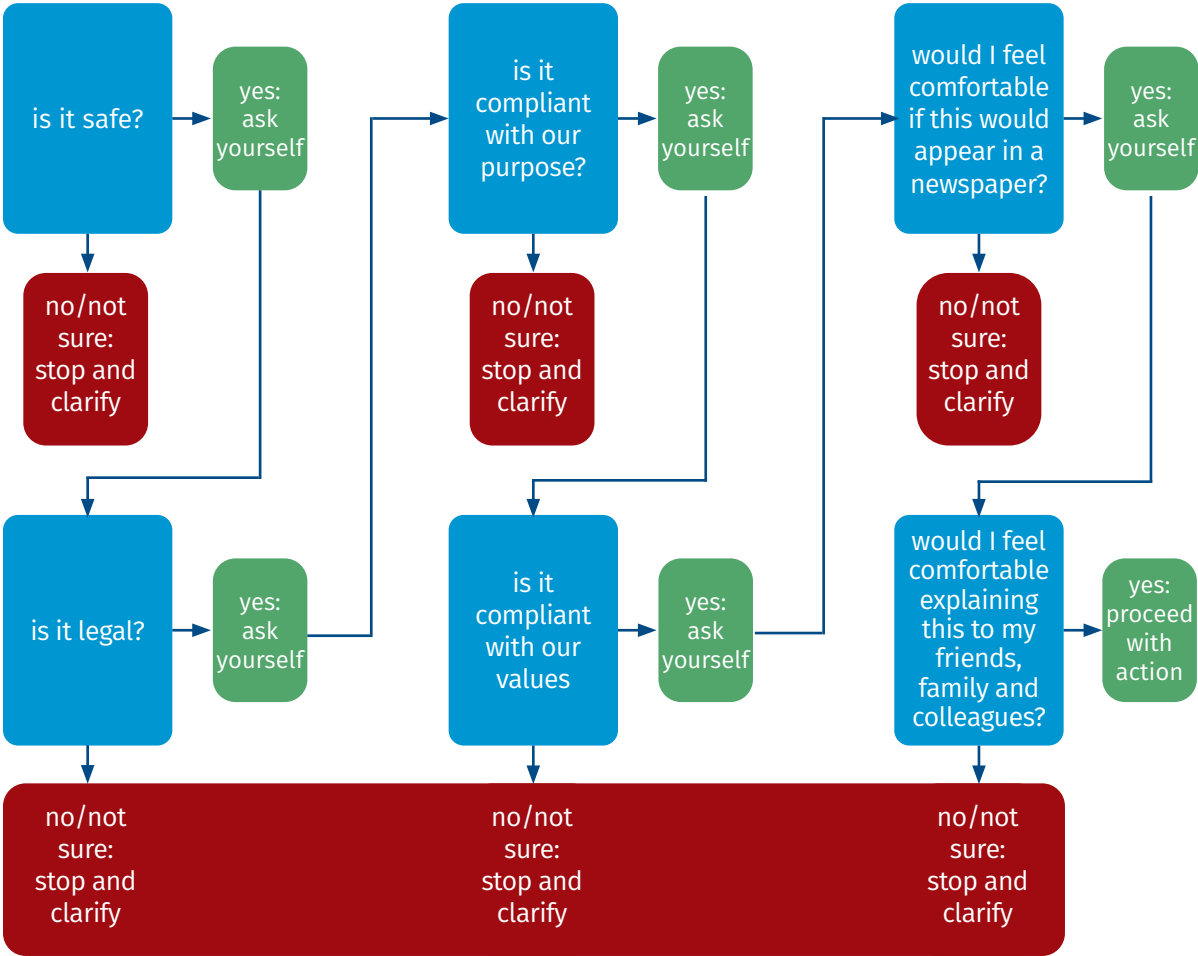 is it safe?
yes:
ask
yourself
no/not
sure:
stop and
clarify
is it legal?
yes:
ask
yourself
no/not
sure:
stop and
clarify
is it
compliant
with our
purpose?
yes:
ask
yourself
no/not
sure:
stop and
clarify
is it
compliant
with our
values
yes:
ask
yourself
no/not
sure:
stop and
clarify
would I feel
comfortable
if this would
appear in a
newspaper?
yes:
ask
yourself
no/not
sure:
stop and
clarify
would I feel
comfortable
explaining
this to my
friends,
family and
colleagues?
yes:
proceed
with
action
no/not
sure:
stop and
clarify